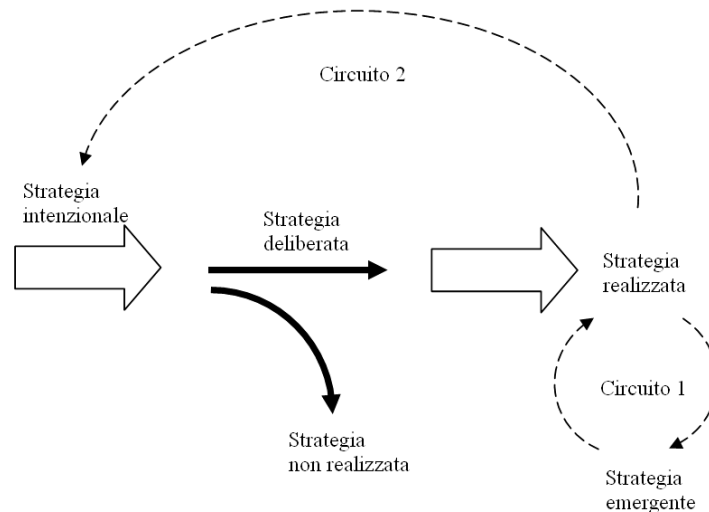 Circuito 2
Strategia
intenzionale
Strategia
deliberata
Strategia
realizzata
Circuito 1
Strategia
non realizzata
Strategia
emergente